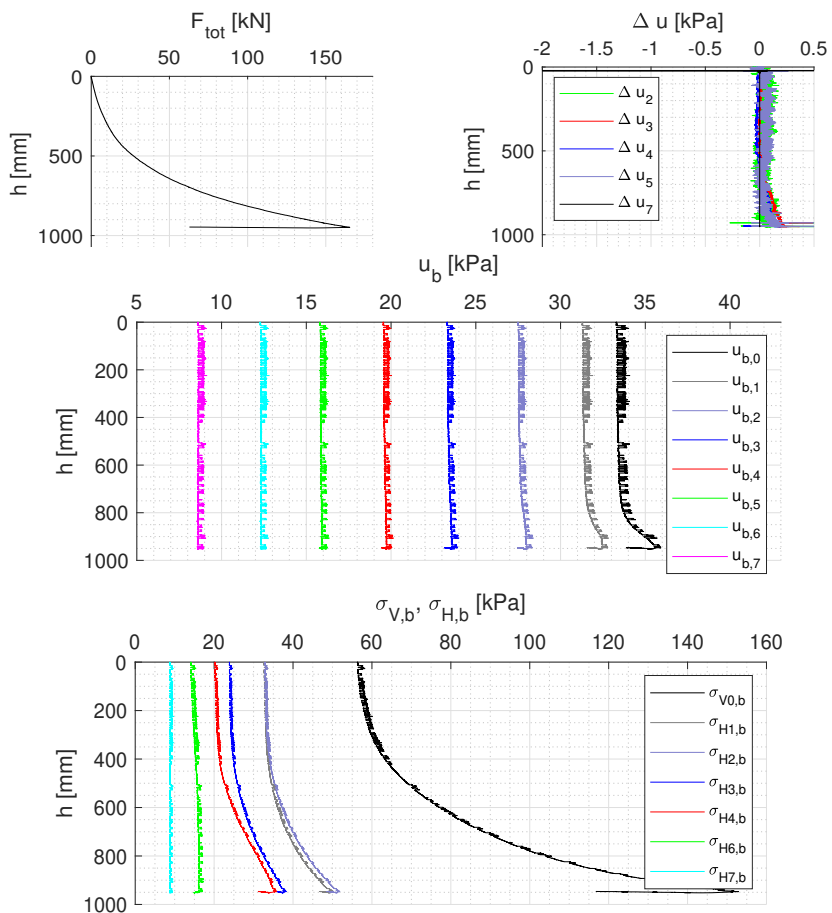 F_tot [kN]
0 50 100 150
0
500
1000
h [mm]
Δ u [kPa]
-2 -1.5 -1 -0.5 0 0.5
0
500
1000
h [mm]
Δ u_2
Δ u_3
Δ u_4
Δ u_5
Δ u_7
u_b [kPa]
5 10 15 20 25 30 35 40
0
200
400
600
800
1000
h [mm]
u_b,0
u_b,1
u_b,2
u_b,3
u_b,4
u_b,5
u_b,6
u_b,7
σ_V,b, σ_H,b [kPa]
0 20 40 60 80 100 120 140 160
0
200
400
600
800
1000
h [mm]
σ_V0,b
σ_H1,b
σ_H2,b
σ_H3,b
σ_H4,b
σ_H6,b
σ_H7,b